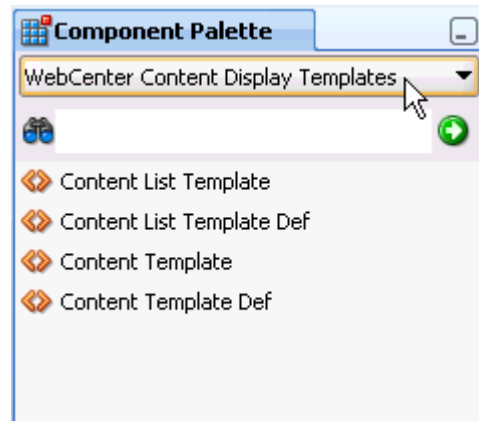 Component Palette
WebCenter Content Display Templates
Content List Template
Content List Template Def
Content Template
Content Template Def